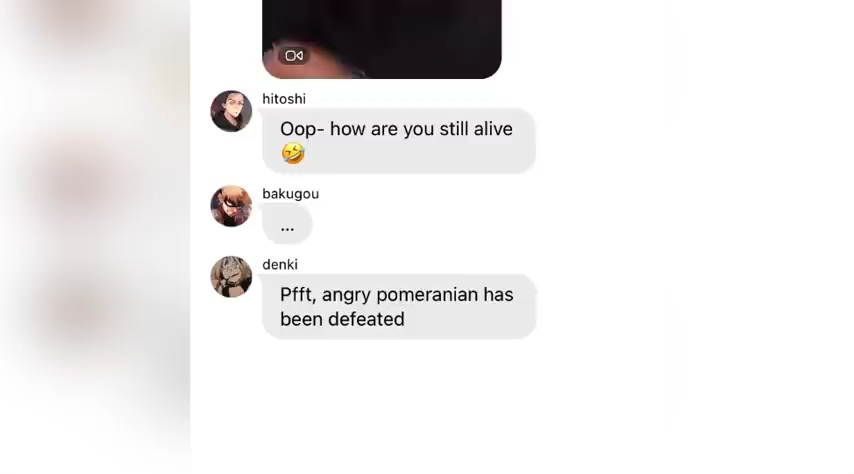 hitoshi
Oop- how are you still alive
🤣
bakugou
...
denki
Pfft, angry pomeranian has
been defeated